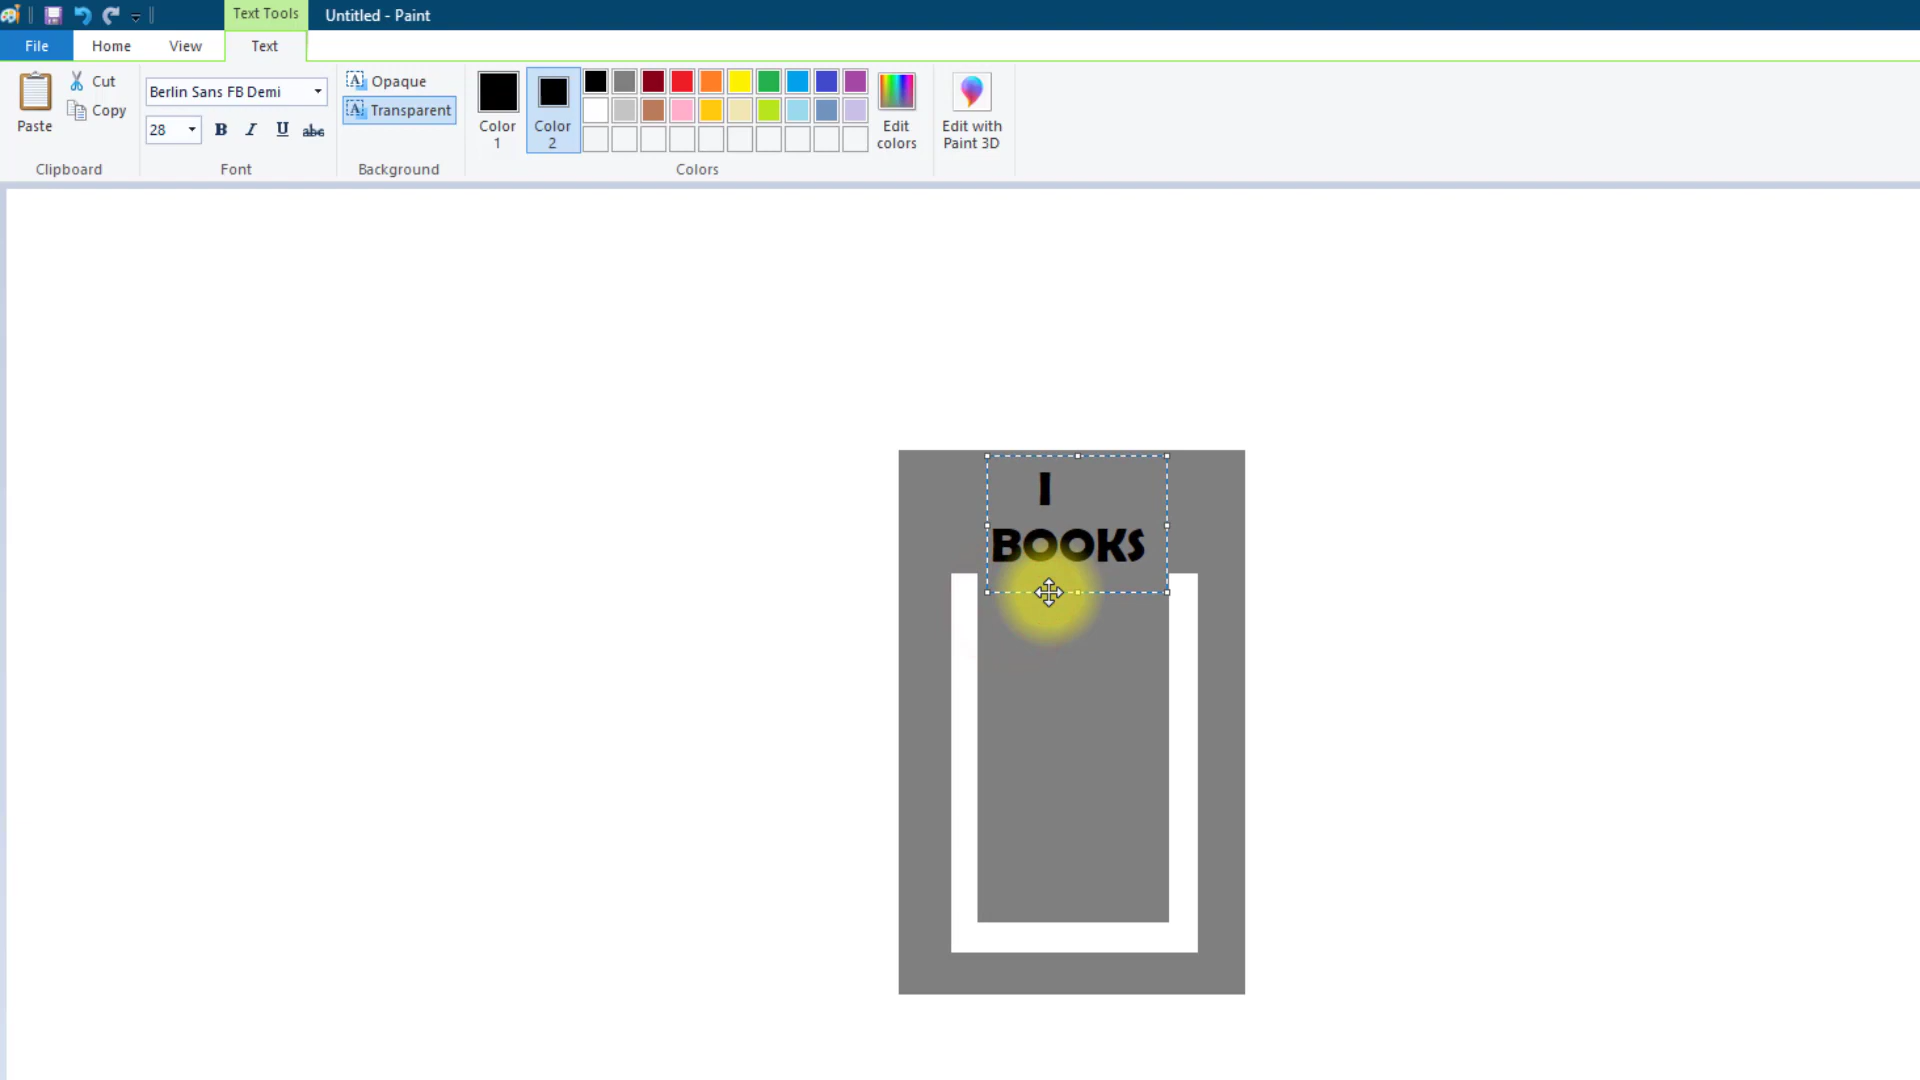 Text Tools
Untitled - Paint
File
Home
View
Text
Paste
Cut
Copy
Clipboard
Berlin Sans FB Demi
28
B
I
U
abc
Font
Opaque
Transparent
Background
Color
1
Color
2
Edit
colors
Colors
Edit with
Paint 3D
I
BOOKS